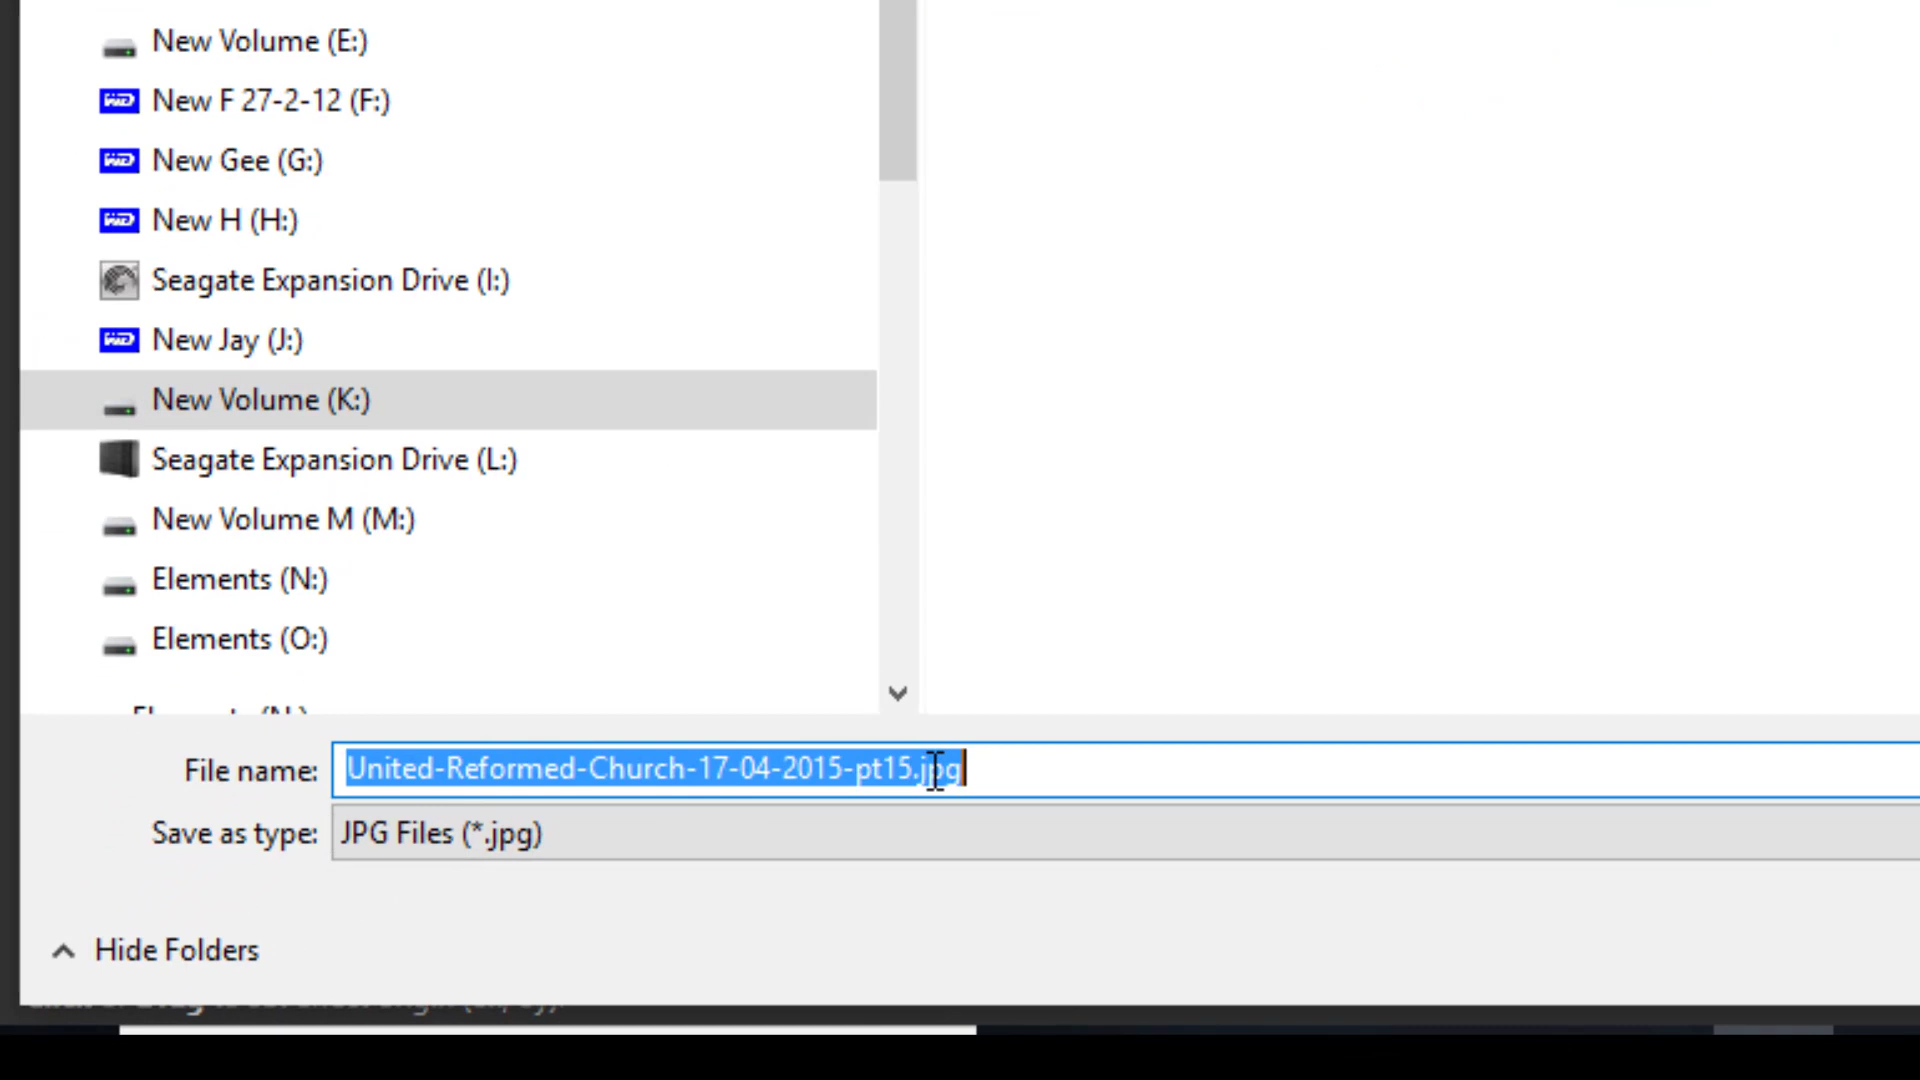 New Volume (E:)
New F 27-2-12 (F:)
New Gee (G:)
New H (H:)
Seagate Expansion Drive (I:)
New Jay (J:)
New Volume (K:)
Seagate Expansion Drive (L:)
New Volume M (M:)
Elements (N:)
Elements (O:)
File name: United-Reformed-Church-17-04-2015-pt15.jpg
Save as type: JPG Files (*.jpg)
Hide Folders